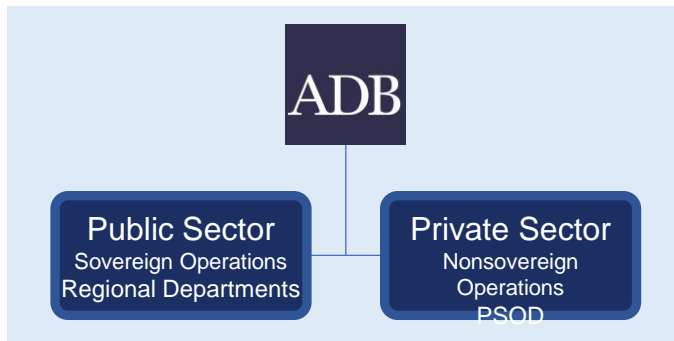 ADB
Public Sector
Sovereign Operations
Regional Departments
Private Sector
Nonsovereign
Operations
PSOD